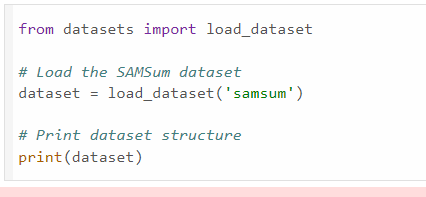 from datasets import load_dataset
# Load the SAMSum dataset
dataset = load_dataset('samsum')
# Print dataset structure
print(dataset)